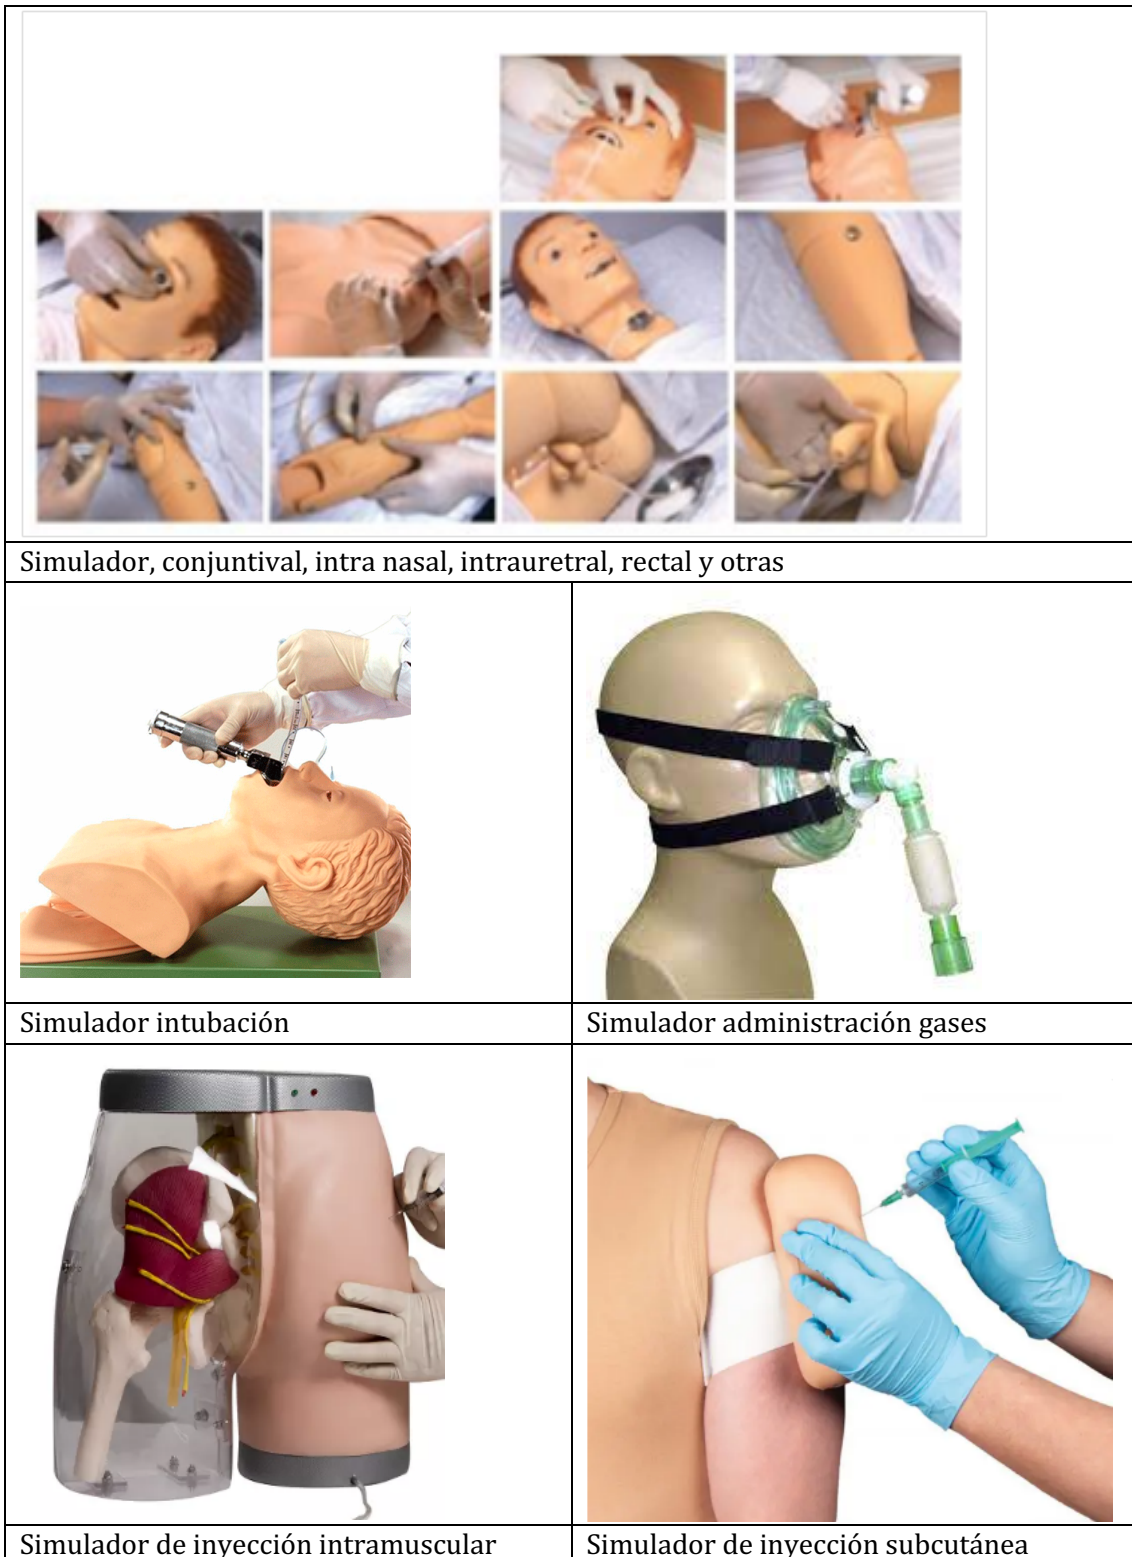 Simulador, conjuntival, intra nasal, intrauretral, rectal y otras
Simulador intubación
Simulador administración gases
Simulador de inyección intramuscular
Simulador de inyección subcutánea